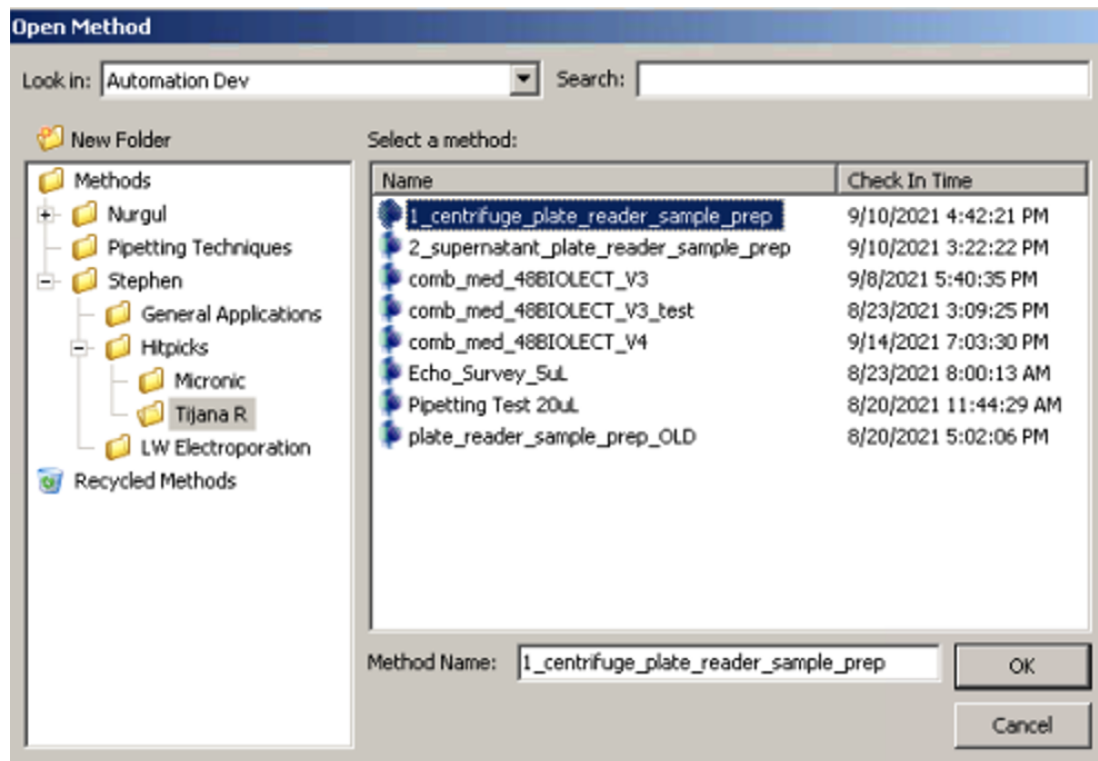 Open Method
Look in: Automation Dev Search:
New Folder
Methods
Nurgul
Pipetting Techniques
Stephen
General Applications
Hitpicks
Micronic
Tijana R
LW Electroporation
Recycled Methods
Select a method:
Name Check In Time
1_centrifuge_plate_reader_sample_prep 9/10/2021 4:42:21 PM
2_supernatant_plate_reader_sample_prep 9/10/2021 3:22:22 PM
comb_med_48BIOLECT_V3 9/8/2021 5:40:35 PM
comb_med_48BIOLECT_V3_test 8/23/2021 3:09:25 PM
comb_med_48BIOLECT_V4 9/14/2021 7:03:30 PM
Echo_Survey_5uL 8/23/2021 8:00:13 AM
Pipetting Test 20uL 8/20/2021 11:44:29 AM
plate_reader_sample_prep_OLD 8/20/2021 5:02:06 PM
Method Name: 1_centrifuge_plate_reader_sample_prep OK
Cancel